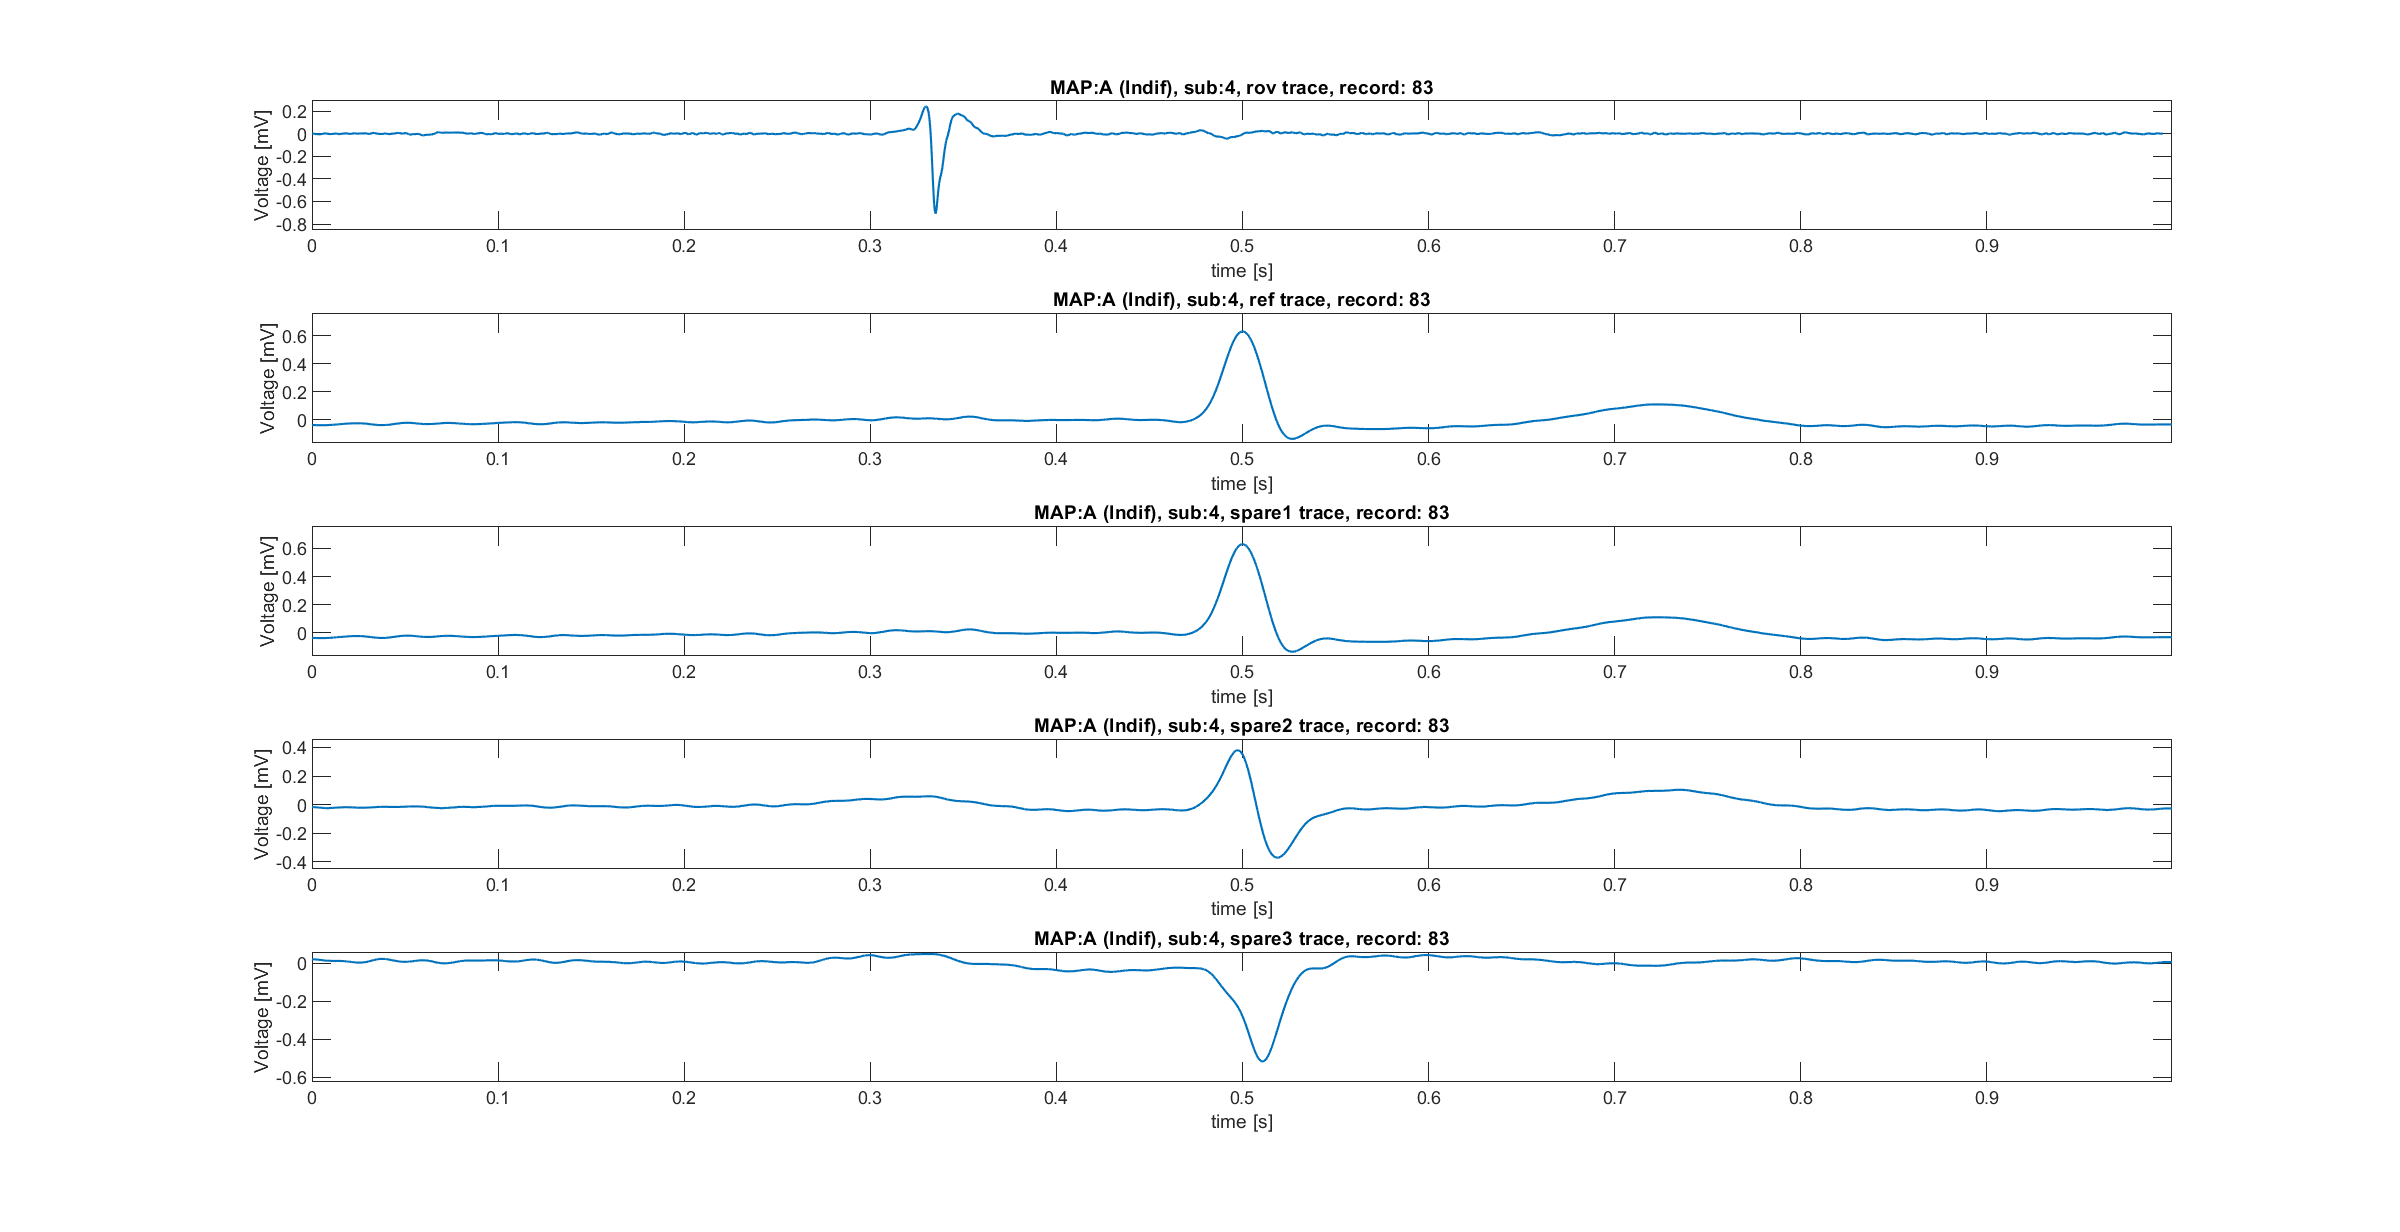 MAP:A (Indif), sub:4, rov trace, record: 83
Voltage [mV]
0.2
0
-0.2
-0.4
-0.6
-0.8
0 0.1 0.2 0.3 0.4 0.5 0.6 0.7 0.8 0.9
time [s]
MAP:A (Indif), sub:4, ref trace, record: 83
Voltage [mV]
0.6
0.4
0.2
0
0 0.1 0.2 0.3 0.4 0.5 0.6 0.7 0.8 0.9
time [s]
MAP:A (Indif), sub:4, spare1 trace, record: 83
Voltage [mV]
0.6
0.4
0.2
0
0 0.1 0.2 0.3 0.4 0.5 0.6 0.7 0.8 0.9
time [s]
MAP:A (Indif), sub:4, spare2 trace, record: 83
Voltage [mV]
0.4
0.2
0
-0.2
-0.4
0 0.1 0.2 0.3 0.4 0.5 0.6 0.7 0.8 0.9
time [s]
MAP:A (Indif), sub:4, spare3 trace, record: 83
Voltage [mV]
0
-0.2
-0.4
-0.6
0 0.1 0.2 0.3 0.4 0.5 0.6 0.7 0.8 0.9
time [s]